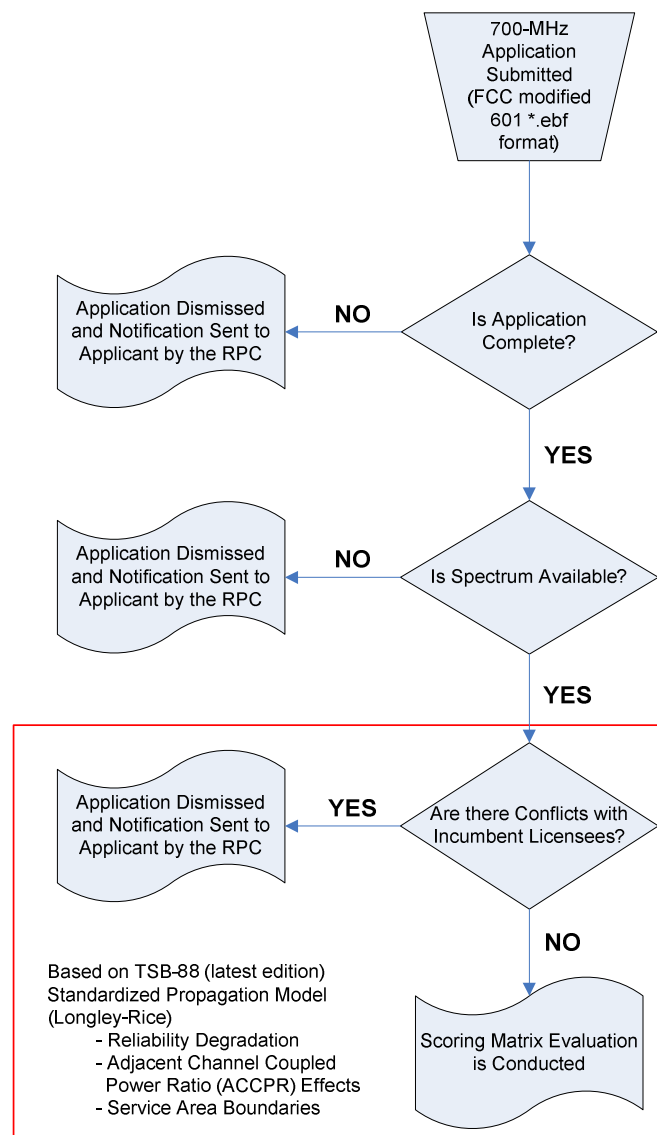 700-MHz
Application
Submitted
(FCC modified
601 *.ebf
format)
Is Application
Complete?
NO
Application Dismissed
and Notification Sent to
Applicant by the RPC
YES
Is Spectrum Available?
NO
Application Dismissed
and Notification Sent to
Applicant by the RPC
YES
Are there Conflicts with
Incumbent Licensees?
YES
Application Dismissed
and Notification Sent to
Applicant by the RPC
NO
Scoring Matrix Evaluation
is Conducted
Based on TSB-88 (latest edition)
Standardized Propagation Model
(Longley-Rice)
- Reliability Degradation
- Adjacent Channel Coupled
Power Ratio (ACCPR) Effects
- Service Area Boundaries